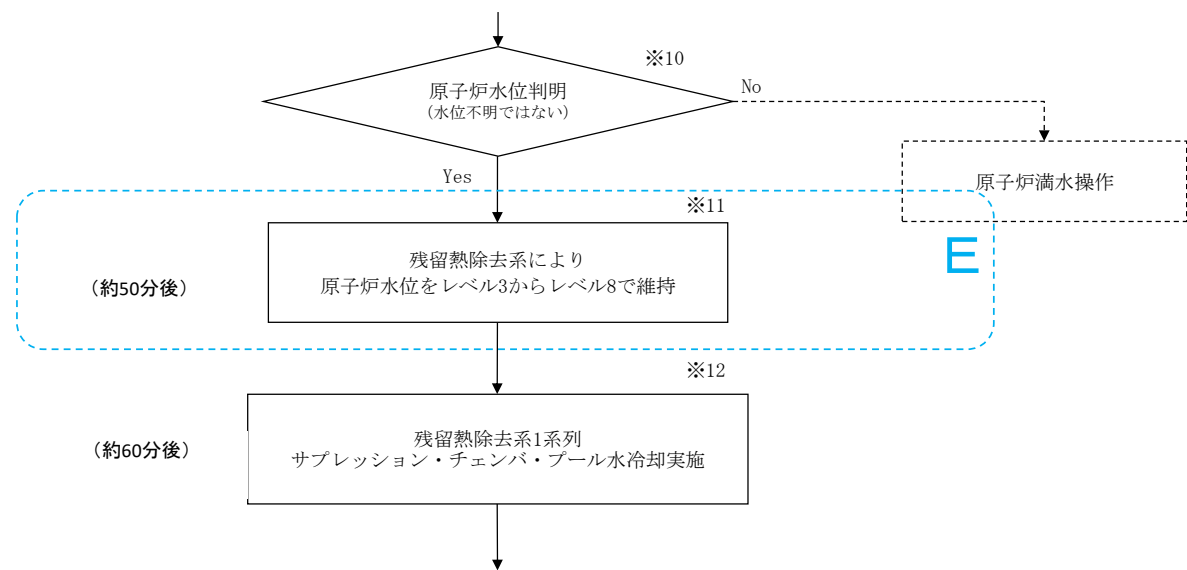 ※10
原子炉水位判明
(水位不明ではない)
No
Yes
原子炉満水操作
※11
E
残留熱除去系により
原子炉水位をレベル3からレベル8で維持
（約50分後）
※12
残留熱除去系1系列
サプレッション・チェンバ・プール水冷却実施
（約60分後）